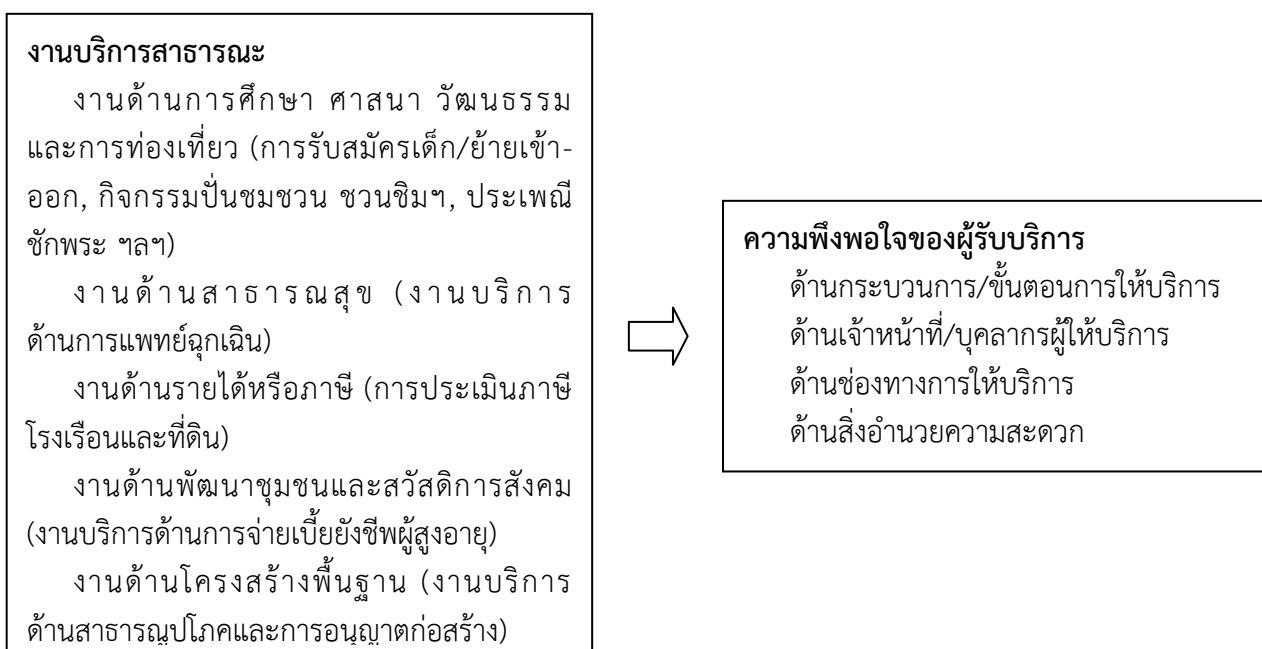 งานบริการสาธารณะ
งานด้านการศึกษา ศาสนา วัฒนธรรม
และการท่องเที่ยว (การรับสมัครเด็ก/ย้ายเข้า-
ออก, กิจกรรมปั่นชมชวน ชวนชิมฯ, ประเพณี
ชักพระ ฯลฯ)
งานด้านสาธารณสุข (งานบริการ
ด้านการแพทย์ฉุกเฉิน)
งานด้านรายได้หรือภาษี (การประเมินภาษี
โรงเรือนและที่ดิน)
งานด้านพัฒนาชุมชนและสวัสดิการสังคม
(งานบริการด้านการจ่ายเบี้ยยังชีพผู้สูงอายุ)
งานด้านโครงสร้างพื้นฐาน (งานบริการ
ด้านสาธารณูปโภคและการอนุญาตก่อสร้าง)
ความพึงพอใจของผู้รับบริการ
ด้านกระบวนการ/ขั้นตอนการให้บริการ
ด้านเจ้าหน้าที่/บุคลากรผู้ให้บริการ
ด้านช่องทางการให้บริการ
ด้านสิ่งอำนวยความสะดวก